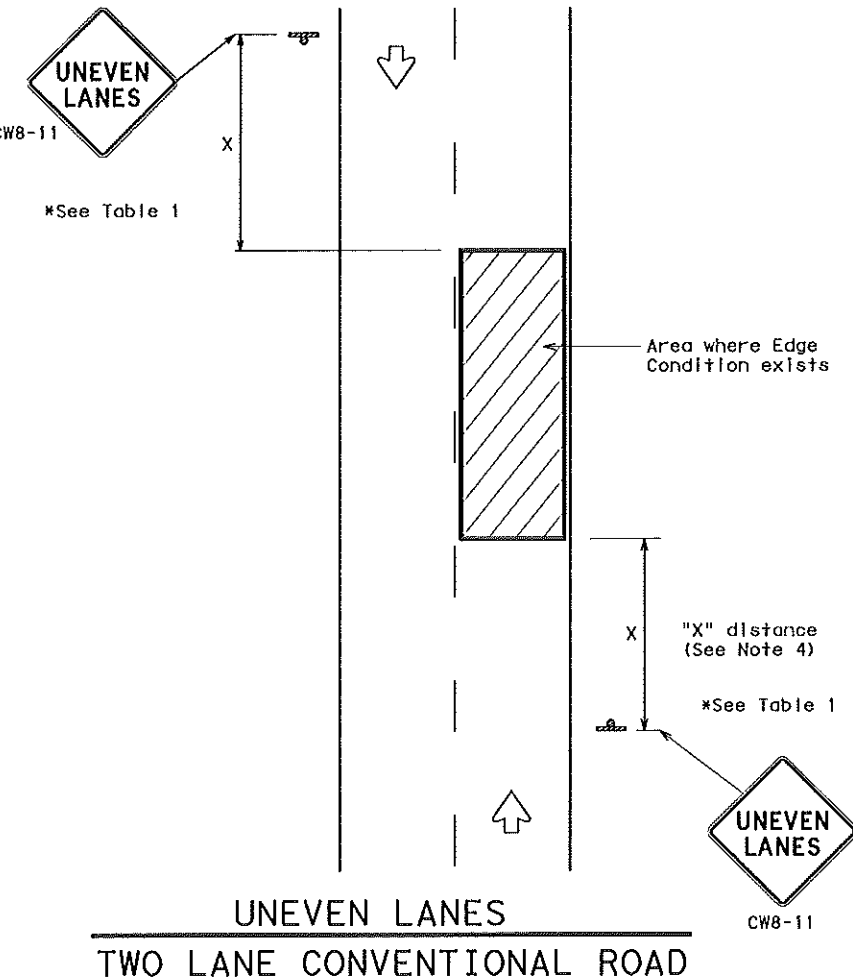 UNEVEN
LANES
CW8-11
*See Table 1
X
Area where Edge
Condition exists
X
"X" distance
(See Note 4)
*See Table 1
UNEVEN
LANES
CW8-11
UNEVEN LANES
TWO LANE CONVENTIONAL ROAD